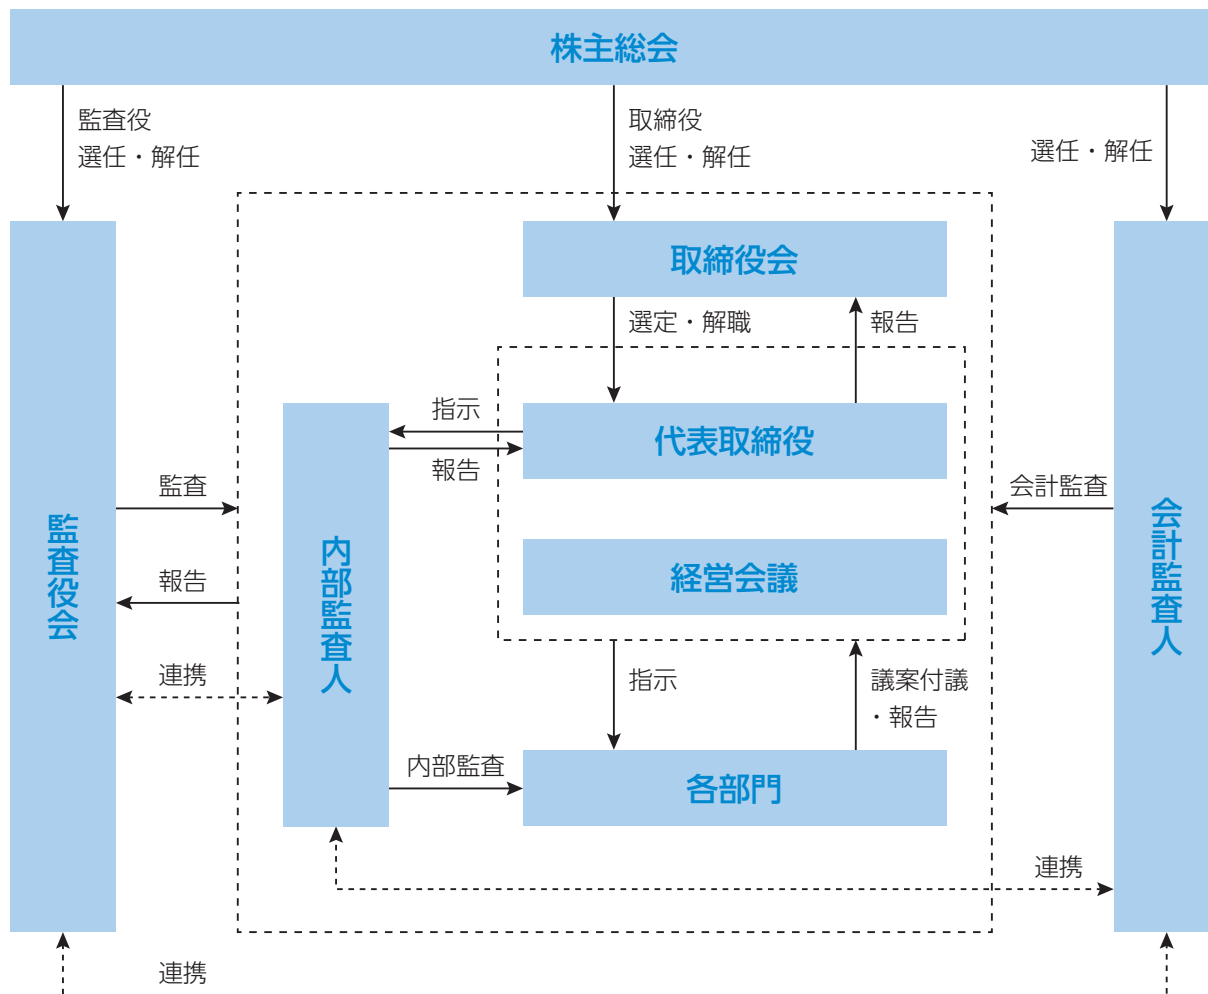 株主総会
監査役
選任・解任
取締役
選任・解任
選任・解任
取締役会
選定・解職
報告
指示
代表取締役
報告
監査
会計監査
監査役会
内部監査人
会計監査人
経営会議
報告
連携
指示
議案付議
・報告
内部監査
各部門
連携
連携